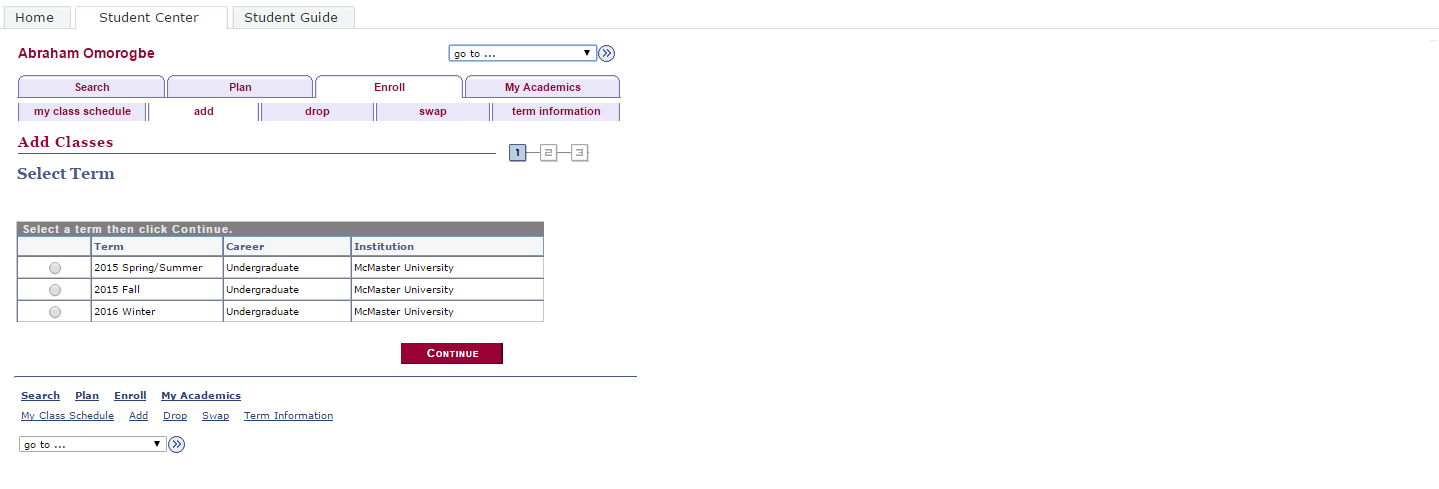 Home Student Center Student Guide
Abraham Omorogbe go to ...
Search Plan Enroll My Academics
my class schedule add drop swap term information
Add Classes
1 2 3
Select Term
Select a term then click Continue.
Term Career Institution
2015 Spring/Summer Undergraduate McMaster University
2015 Fall Undergraduate McMaster University
2016 Winter Undergraduate McMaster University
CONTINUE
Search Plan Enroll My Academics
My Class Schedule Add Drop Swap Term Information
go to ...